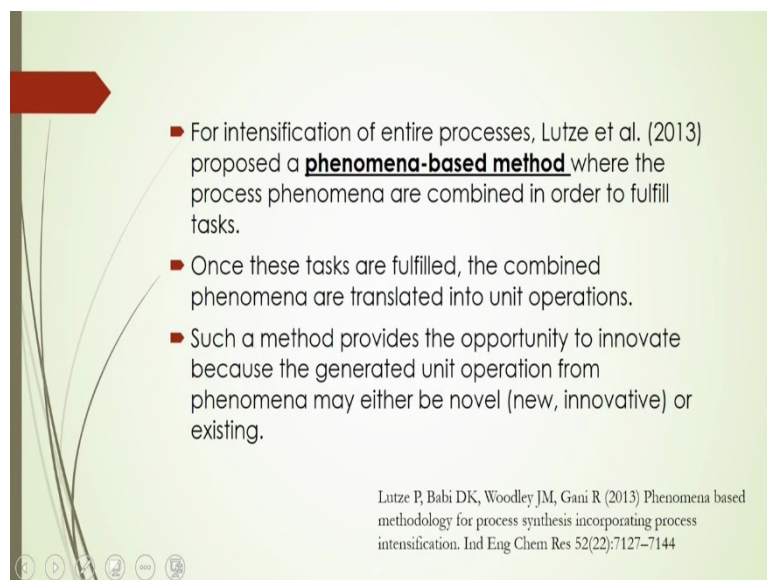 For intensification of entire processes, Lutze et al. (2013)
proposed a phenomena-based method where the
process phenomena are combined in order to fulfill
tasks.
Once these tasks are fulfilled, the combined
phenomena are translated into unit operations.
Such a method provides the opportunity to innovate
because the generated unit operation from
phenomena may either be novel (new, innovative) or
existing.
Lutze P, Babi DK, Woodley JM, Gani R (2013) Phenomena based
methodology for process synthesis incorporating process
intensification. Ind Eng Chem Res 52(22):7127–7144